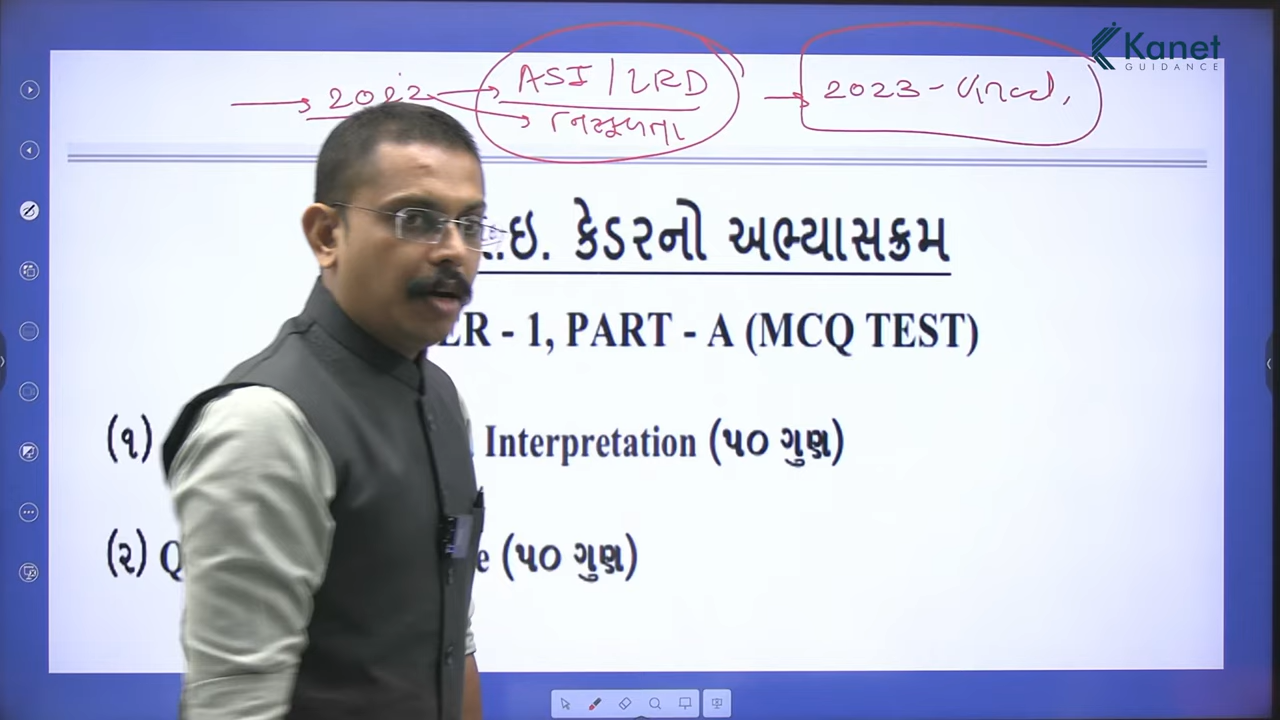 Kanet
GUIDANCE
2022 → ASI / LRD
2023 -
નિમણૂંક
.ઇ. કેડરનો અભ્યાસક્રમ
ER - 1, PART - A (MCQ TEST)
(૧) Interpretation (૫૦ ગુણ)
(૨) Q e (૫૦ ગુણ)